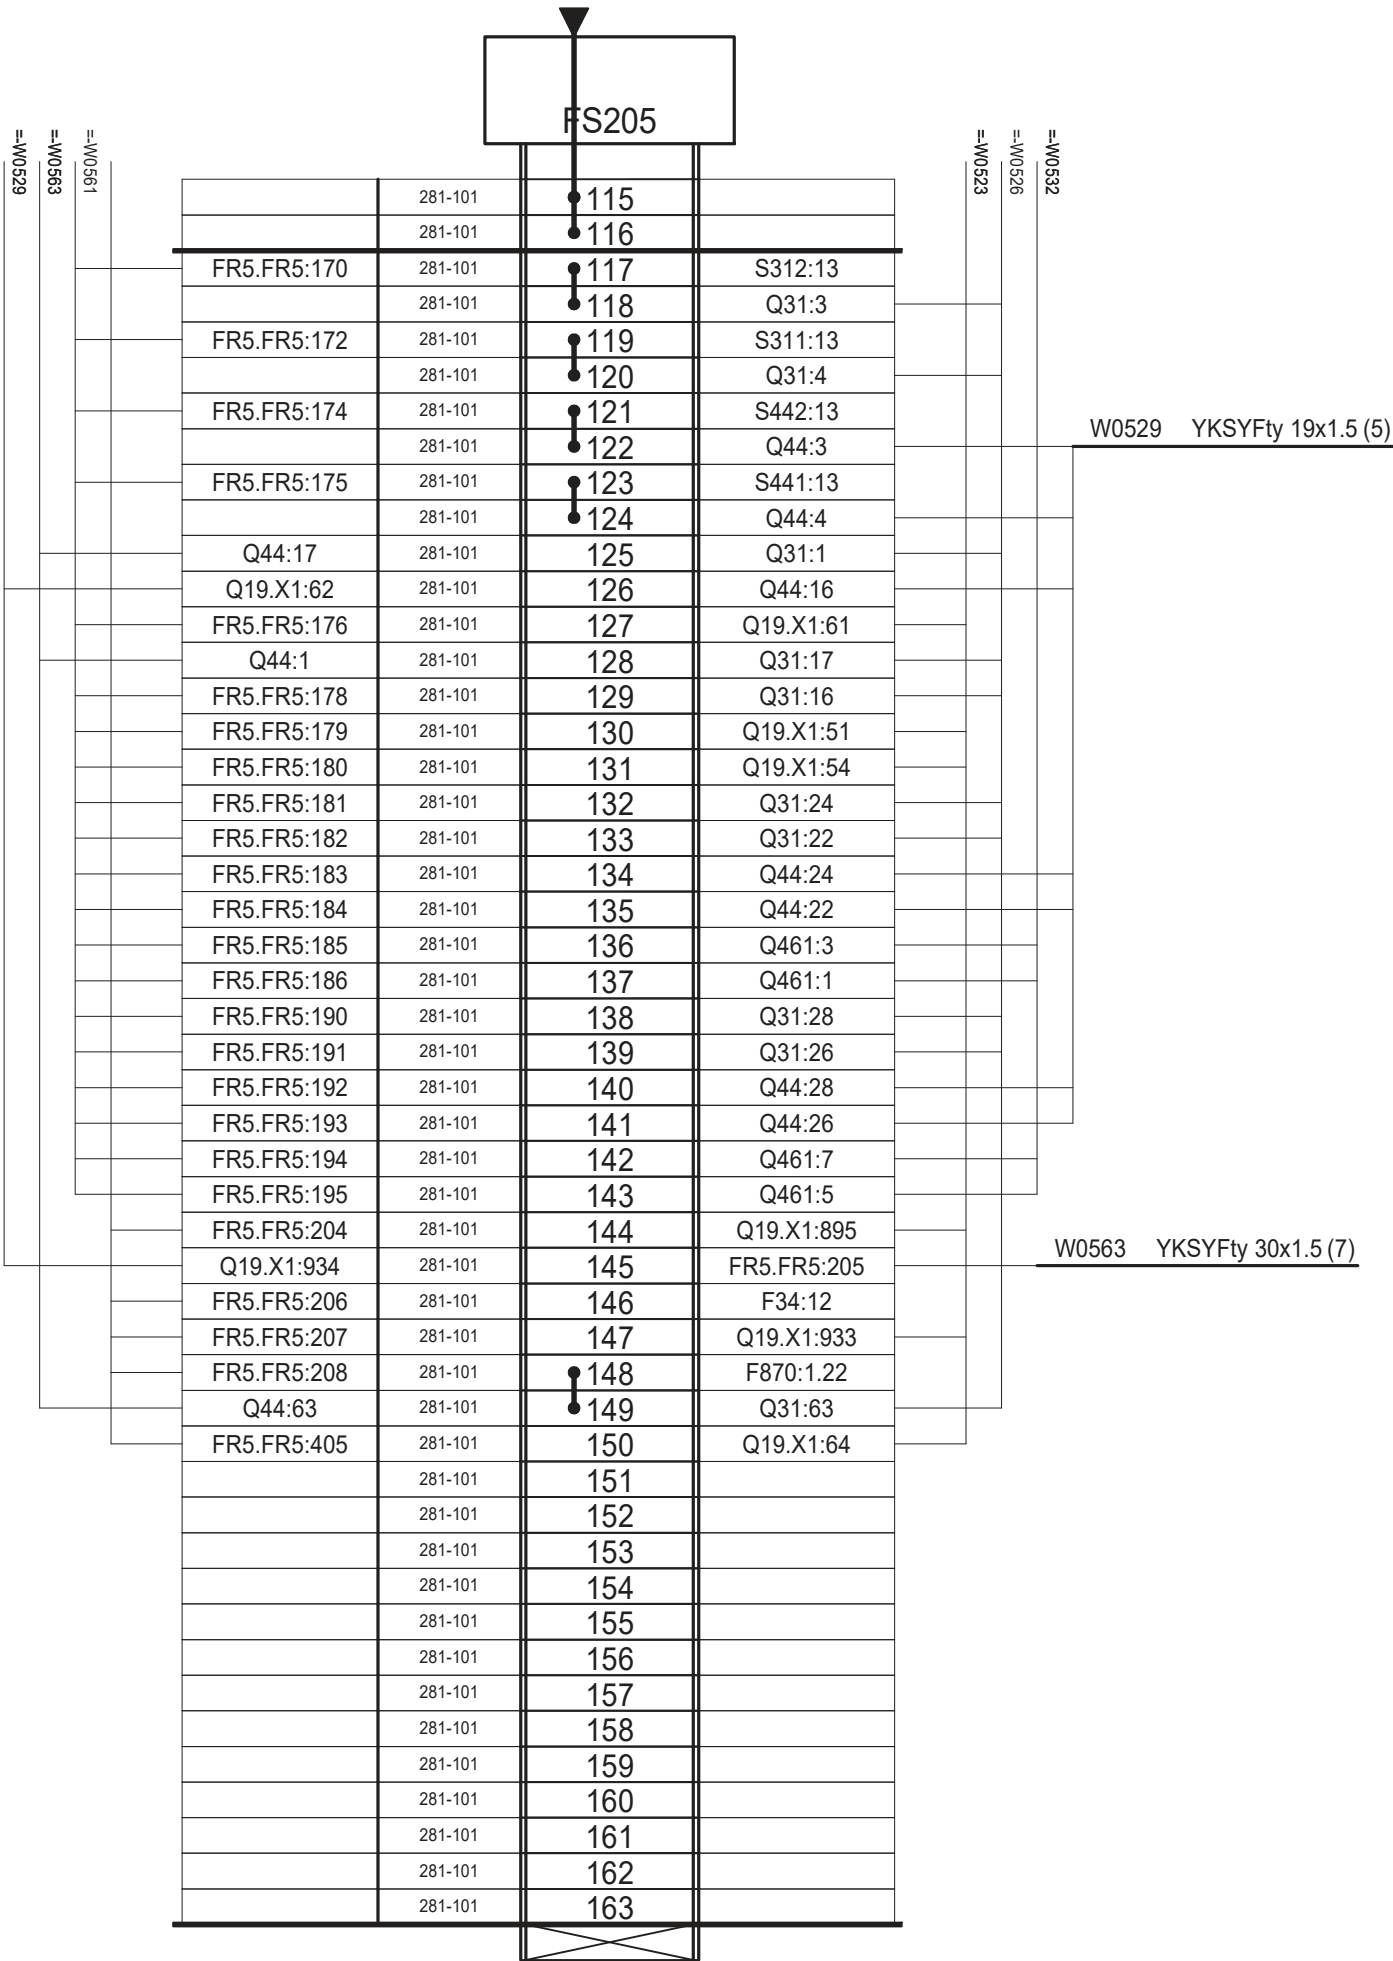 FS205
=-W0529
=-W0563
=-W0561
=-W0523
=-W0526
=-W0532
281-101 115
281-101 116
FR5.FR5:170 281-101 117 S312:13
281-101 118 Q31:3
FR5.FR5:172 281-101 119 S311:13
281-101 120 Q31:4
FR5.FR5:174 281-101 121 S442:13
W0529 YKSYFty 19x1.5 (5)
281-101 122 Q44:3
FR5.FR5:175 281-101 123 S441:13
281-101 124 Q44:4
Q44:17 281-101 125 Q31:1
Q19.X1:62 281-101 126 Q44:16
FR5.FR5:176 281-101 127 Q19.X1:61
Q44:1 281-101 128 Q31:17
FR5.FR5:178 281-101 129 Q31:16
FR5.FR5:179 281-101 130 Q19.X1:51
FR5.FR5:180 281-101 131 Q19.X1:54
FR5.FR5:181 281-101 132 Q31:24
FR5.FR5:182 281-101 133 Q31:22
FR5.FR5:183 281-101 134 Q44:24
FR5.FR5:184 281-101 135 Q44:22
FR5.FR5:185 281-101 136 Q461:3
FR5.FR5:186 281-101 137 Q461:1
FR5.FR5:190 281-101 138 Q31:28
FR5.FR5:191 281-101 139 Q31:26
FR5.FR5:192 281-101 140 Q44:28
FR5.FR5:193 281-101 141 Q44:26
FR5.FR5:194 281-101 142 Q461:7
FR5.FR5:195 281-101 143 Q461:5
FR5.FR5:204 281-101 144 Q19.X1:895
W0563 YKSYFty 30x1.5 (7)
Q19.X1:934 281-101 145 FR5.FR5:205
FR5.FR5:206 281-101 146 F34:12
FR5.FR5:207 281-101 147 Q19.X1:933
FR5.FR5:208 281-101 148 F870:1.22
Q44:63 281-101 149 Q31:63
FR5.FR5:405 281-101 150 Q19.X1:64
281-101 151
281-101 152
281-101 153
281-101 154
281-101 155
281-101 156
281-101 157
281-101 158
281-101 159
281-101 160
281-101 161
281-101 162
281-101 163